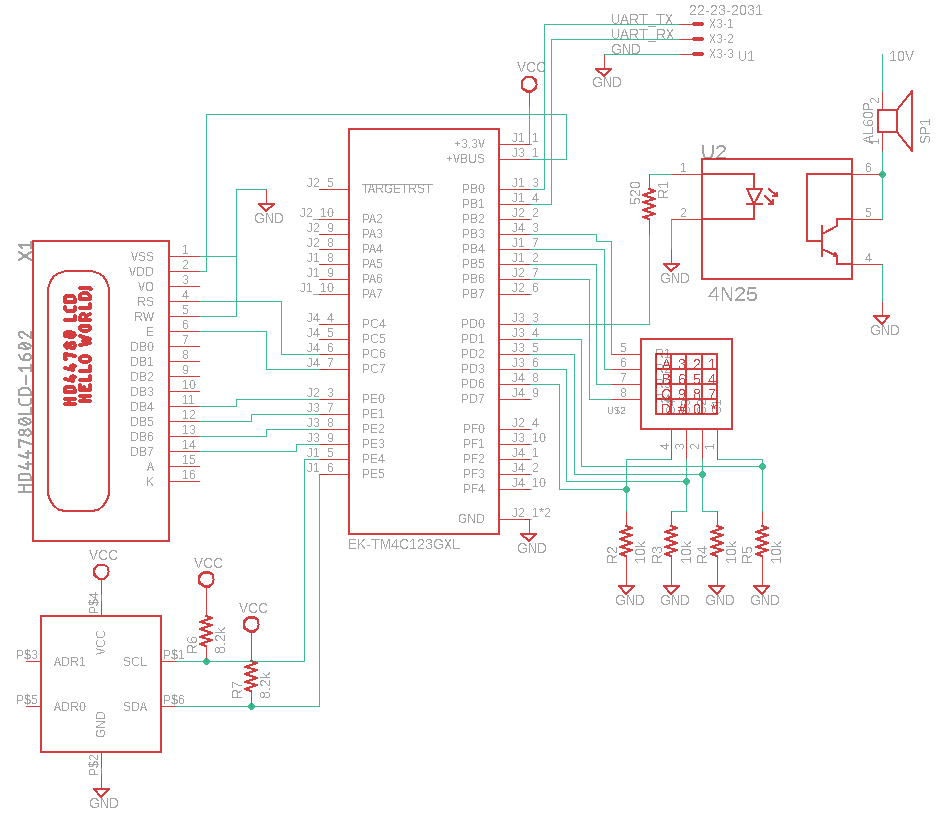 22-23-2031
UART_TX
X3-1
UART_RX
X3-2
GND
X3-3
U1
GND
VCC
10V
AL60P
2
1
SP1
+3.3V
J1 1
+VBUS
J3 1
U2
1
2
6
5
4
4N25
520
R1
GND
GND
J2 5
TARGETRST
PB0
J1 3
PB1
J1 4
J2 10
PA2
PB2
J2 2
J2 9
PA3
PB3
J4 3
J2 8
PA4
PB4
J1 7
J1 8
PA5
PB5
J1 2
J1 9
PA6
PB6
J2 7
J1 10
PA7
PB7
J2 6
J4 4
PC4
PD0
J3 3
J4 5
PC5
PD1
J3 4
J4 6
PC6
PD2
J3 5
J4 7
PC7
PD3
J3 6
PD6
J4 8
J2 3
PE0
PD7
J4 9
J3 7
PE1
J3 8
PE2
PF0
J2 4
J3 9
PE3
PF1
J3 10
J1 5
PE4
PF2
J4 1
J1 6
PE5
PF3
J4 2
PF4
J4 10
GND
J2 1*2
EK-TM4C123GXL
GND
X1
HD44780LCD-1602
HD44780 LCD
HELLO WORLD!
GND
VSS 1
VDD 2
VO 3
RS 4
RW 5
E 6
DB0 7
DB1 8
DB2 9
DB3 10
DB4 11
DB5 12
DB6 13
DB7 14
A 15
K 16
5
6
7
8
A 3 2 1
B 6 5 4
C 9 8 7
4
3
2
1
R2
10k
R3
10k
R4
10k
R5
10k
GND
GND
GND
GND
VCC
VCC
VCC
P$4
VCC
R6
8.2k
R7
8.2k
P$3
ADR1
SCL
P$1
P$5
ADR0
SDA
P$6
GND
P$2
GND